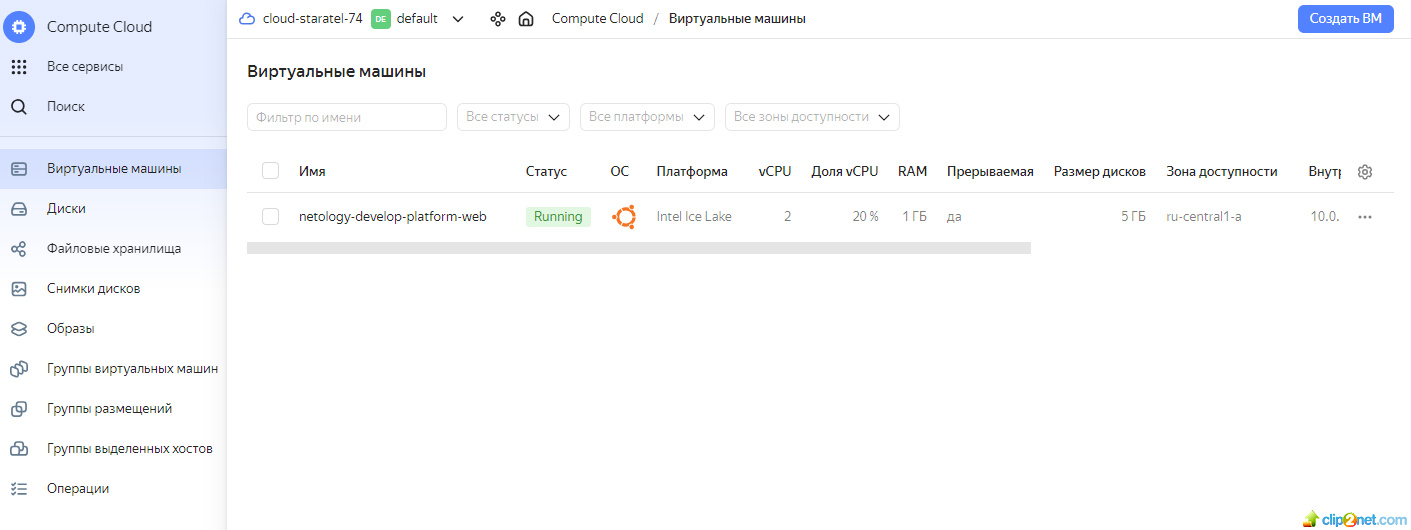 Compute Cloud
Все сервисы
Поиск
Виртуальные машины
Диски
Файловые хранилища
Снимки дисков
Образы
Группы виртуальных машин
Группы размещений
Группы выделенных хостов
Операции
cloud-staratel-74 DE default Compute Cloud / Виртуальные машины Создать ВМ
Виртуальные машины
Фильтр по имени Все статусы Все платформы Все зоны доступности
Имя Статус ОС Платформа vCPU Доля vCPU RAM Прерываемая Размер дисков Зона доступности Внутр
netology-develop-platform-web Running Intel Ice Lake 2 20 % 1 ГБ да 5 ГБ ru-central1-a 10.0.
clip2net.com